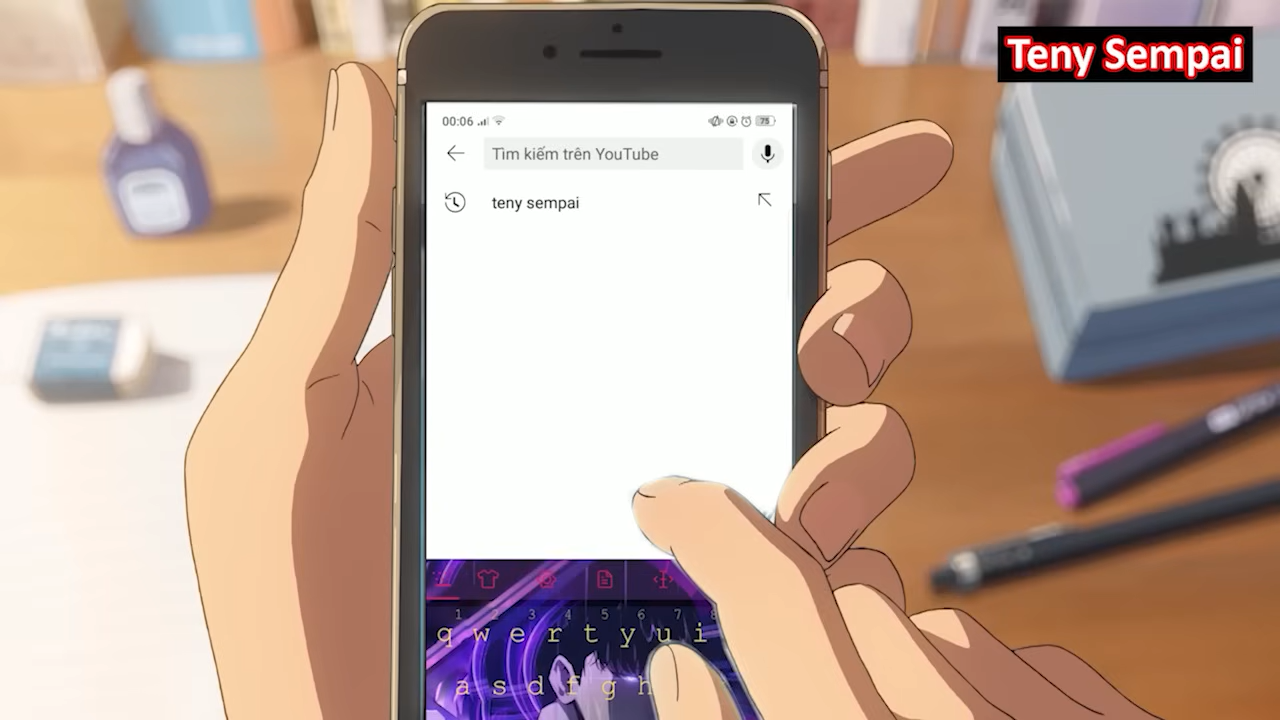 Teny Sempai
00:06
75
Tìm kiếm trên YouTube
teny sempai
1 2 3 4 5 6 7 8
q w e r t y u i
a s d f g h